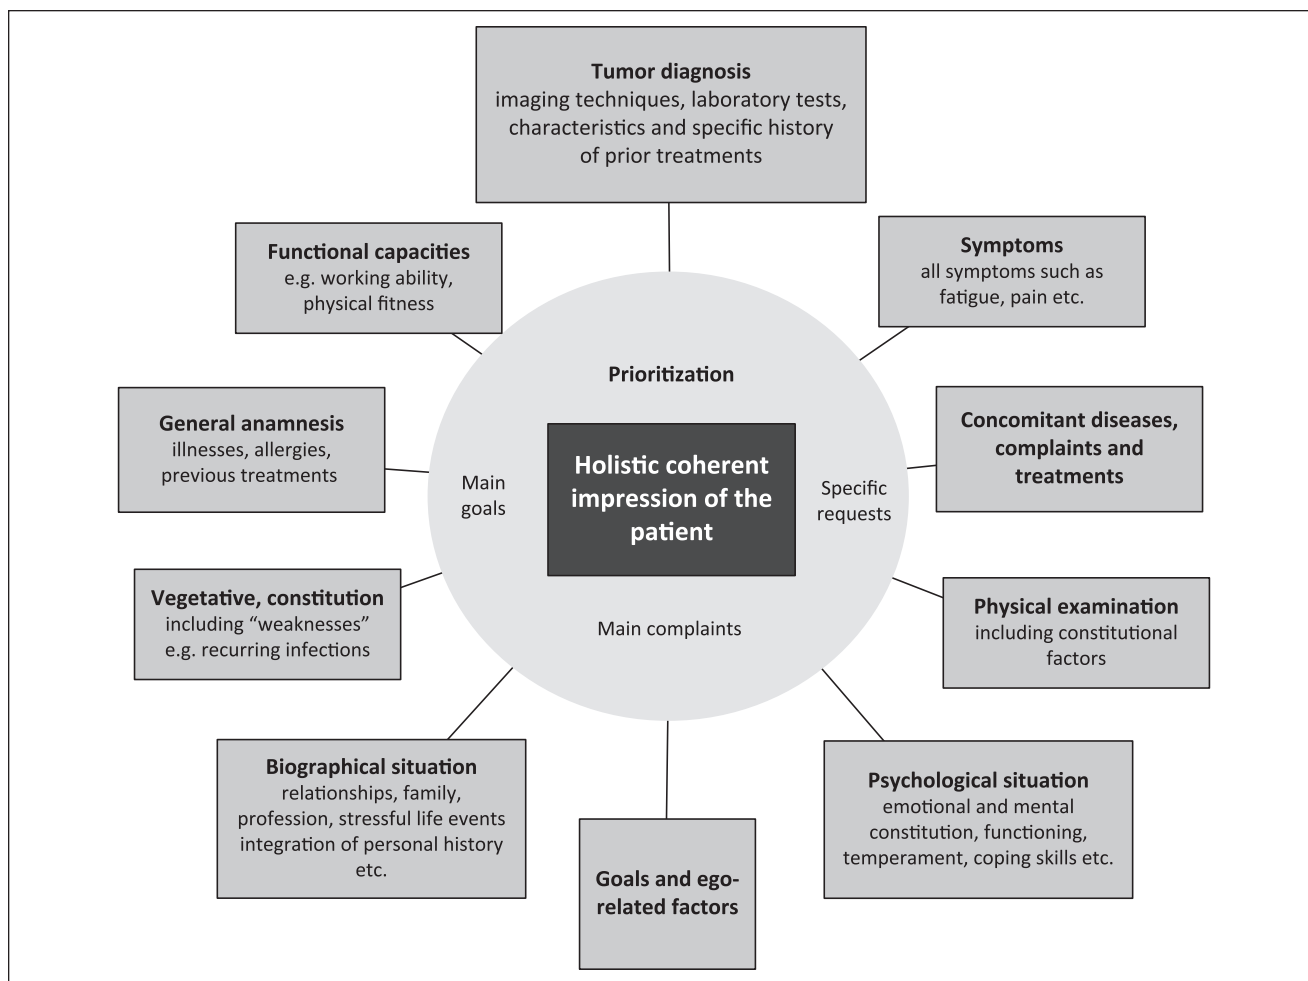 Tumor diagnosis
imaging techniques, laboratory tests,
characteristics and specific history
of prior treatments
Functional capacities
e.g. working ability,
physical fitness
Symptoms
all symptoms such as
fatigue, pain etc.
Prioritization
General anamnesis
illnesses, allergies,
previous treatments
Concomitant diseases,
complaints and
treatments
Main
goals
Holistic coherent
impression of the
patient
Specific
requests
Vegetative, constitution
including “weaknesses”
e.g. recurring infections
Main complaints
Physical examination
including constitutional
factors
Biographical situation
relationships, family,
profession, stressful life events
integration of personal history
etc.
Goals and ego-
related factors
Psychological situation
emotional and mental
constitution, functioning,
temperament, coping skills etc.